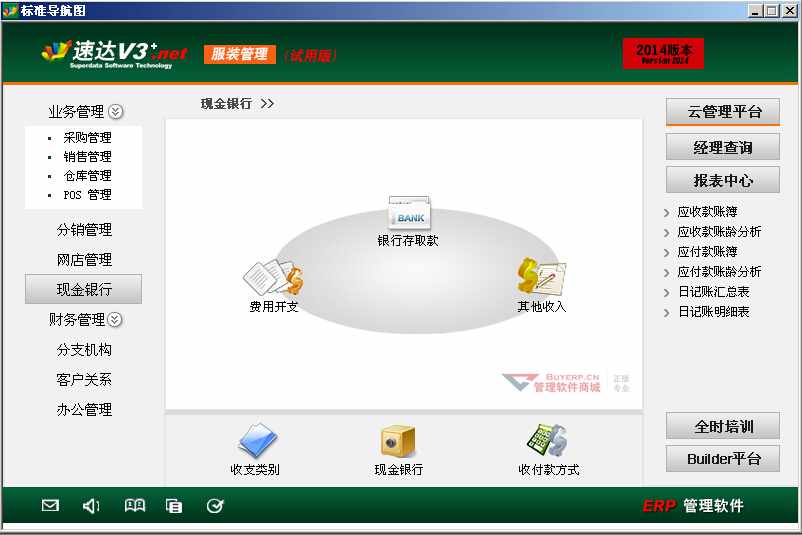 标准导航图
速达V3+.net
Superdata Software Technology
服装管理
(试用版)
2014版本
Version 2014
业务管理
采购管理
销售管理
仓库管理
POS 管理
分销管理
网店管理
现金银行
财务管理
分支机构
客户关系
办公管理
现金银行 >>
BANK
银行存取款
费用开支
其他收入
BUYERP.CN
管理软件商城
正版
专业
收支类别
现金银行
收付款方式
云管理平台
经理查询
报表中心
应收款账簿
应收款账龄分析
应付款账簿
应付款账龄分析
日记账汇总表
日记账明细表
全时培训
Builder平台
ERP 管理软件